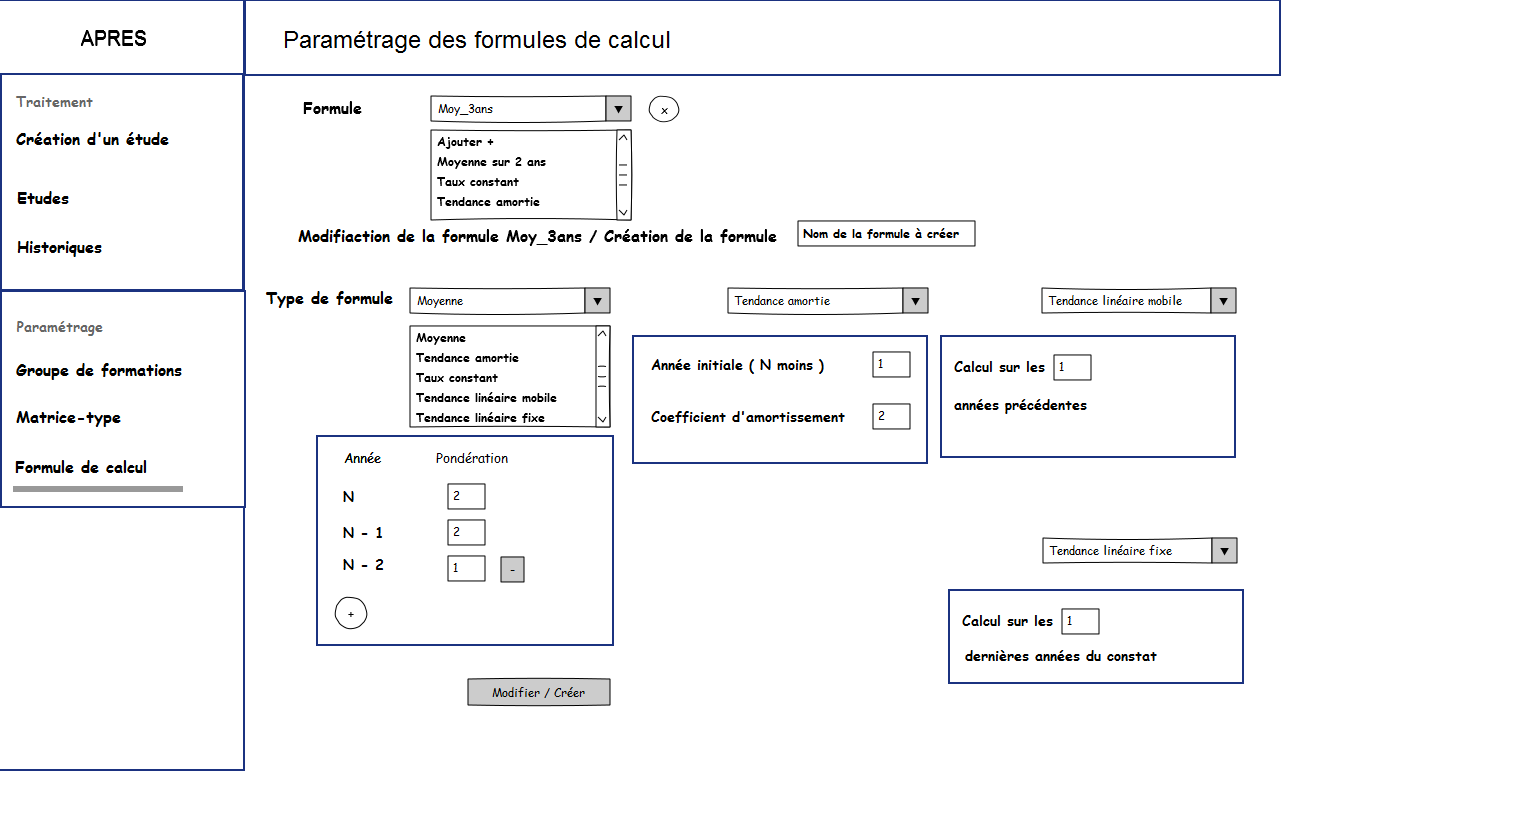 APRES
Paramétrage des formules de calcul
Traitement
Création d'un étude
Etudes
Historiques
Paramétrage
Groupe de formations
Matrice-type
Formule de calcul
Formule
Moy_3ans
x
Ajouter +
Moyenne sur 2 ans
Taux constant
Tendance amortie
Modifiaction de la formule Moy_3ans / Création de la formule
Nom de la formule à créer
Type de formule
Moyenne
Moyenne
Tendance amortie
Taux constant
Tendance linéaire mobile
Tendance linéaire fixe
Année Pondération
N 2
N - 1 2
N - 2 1 -
+
Modifier / Créer
Tendance amortie
Année initiale ( N moins ) 1
Coefficient d'amortissement 2
Tendance linéaire mobile
Calcul sur les 1
années précédentes
Tendance linéaire fixe
Calcul sur les 1
dernières années du constat